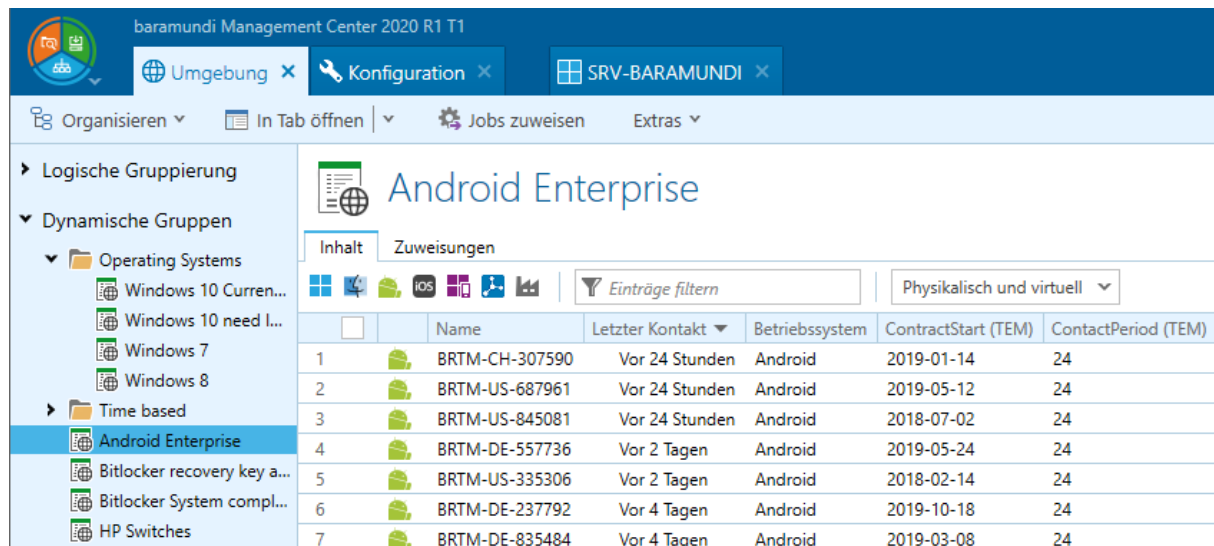 baramundi Management Center 2020 R1 T1
Umgebung Konfiguration SRV-BARAMUNDI
Organisieren In Tab öffnen Jobs zuweisen Extras
Logische Gruppierung
Dynamische Gruppen
Operating Systems
Windows 10 Curren...
Windows 10 need I...
Windows 7
Windows 8
Time based
Android Enterprise
Bitlocker recovery key a...
Bitlocker System compl...
HP Switches
Android Enterprise
Inhalt Zuweisungen
iOS Einträge filtern Physikalisch und virtuell
Name Letzter Kontakt Betriebssystem ContractStart (TEM) ContactPeriod (TEM)
1 BRTM-CH-307590 Vor 24 Stunden Android 2019-01-14 24
2 BRTM-US-687961 Vor 24 Stunden Android 2019-05-12 24
3 BRTM-US-845081 Vor 24 Stunden Android 2018-07-02 24
4 BRTM-DE-557736 Vor 2 Tagen Android 2019-05-24 24
5 BRTM-US-335306 Vor 2 Tagen Android 2018-02-14 24
6 BRTM-DE-237792 Vor 4 Tagen Android 2019-10-18 24
7 BRTM-DE-835484 Vor 4 Tagen Android 2019-03-08 24